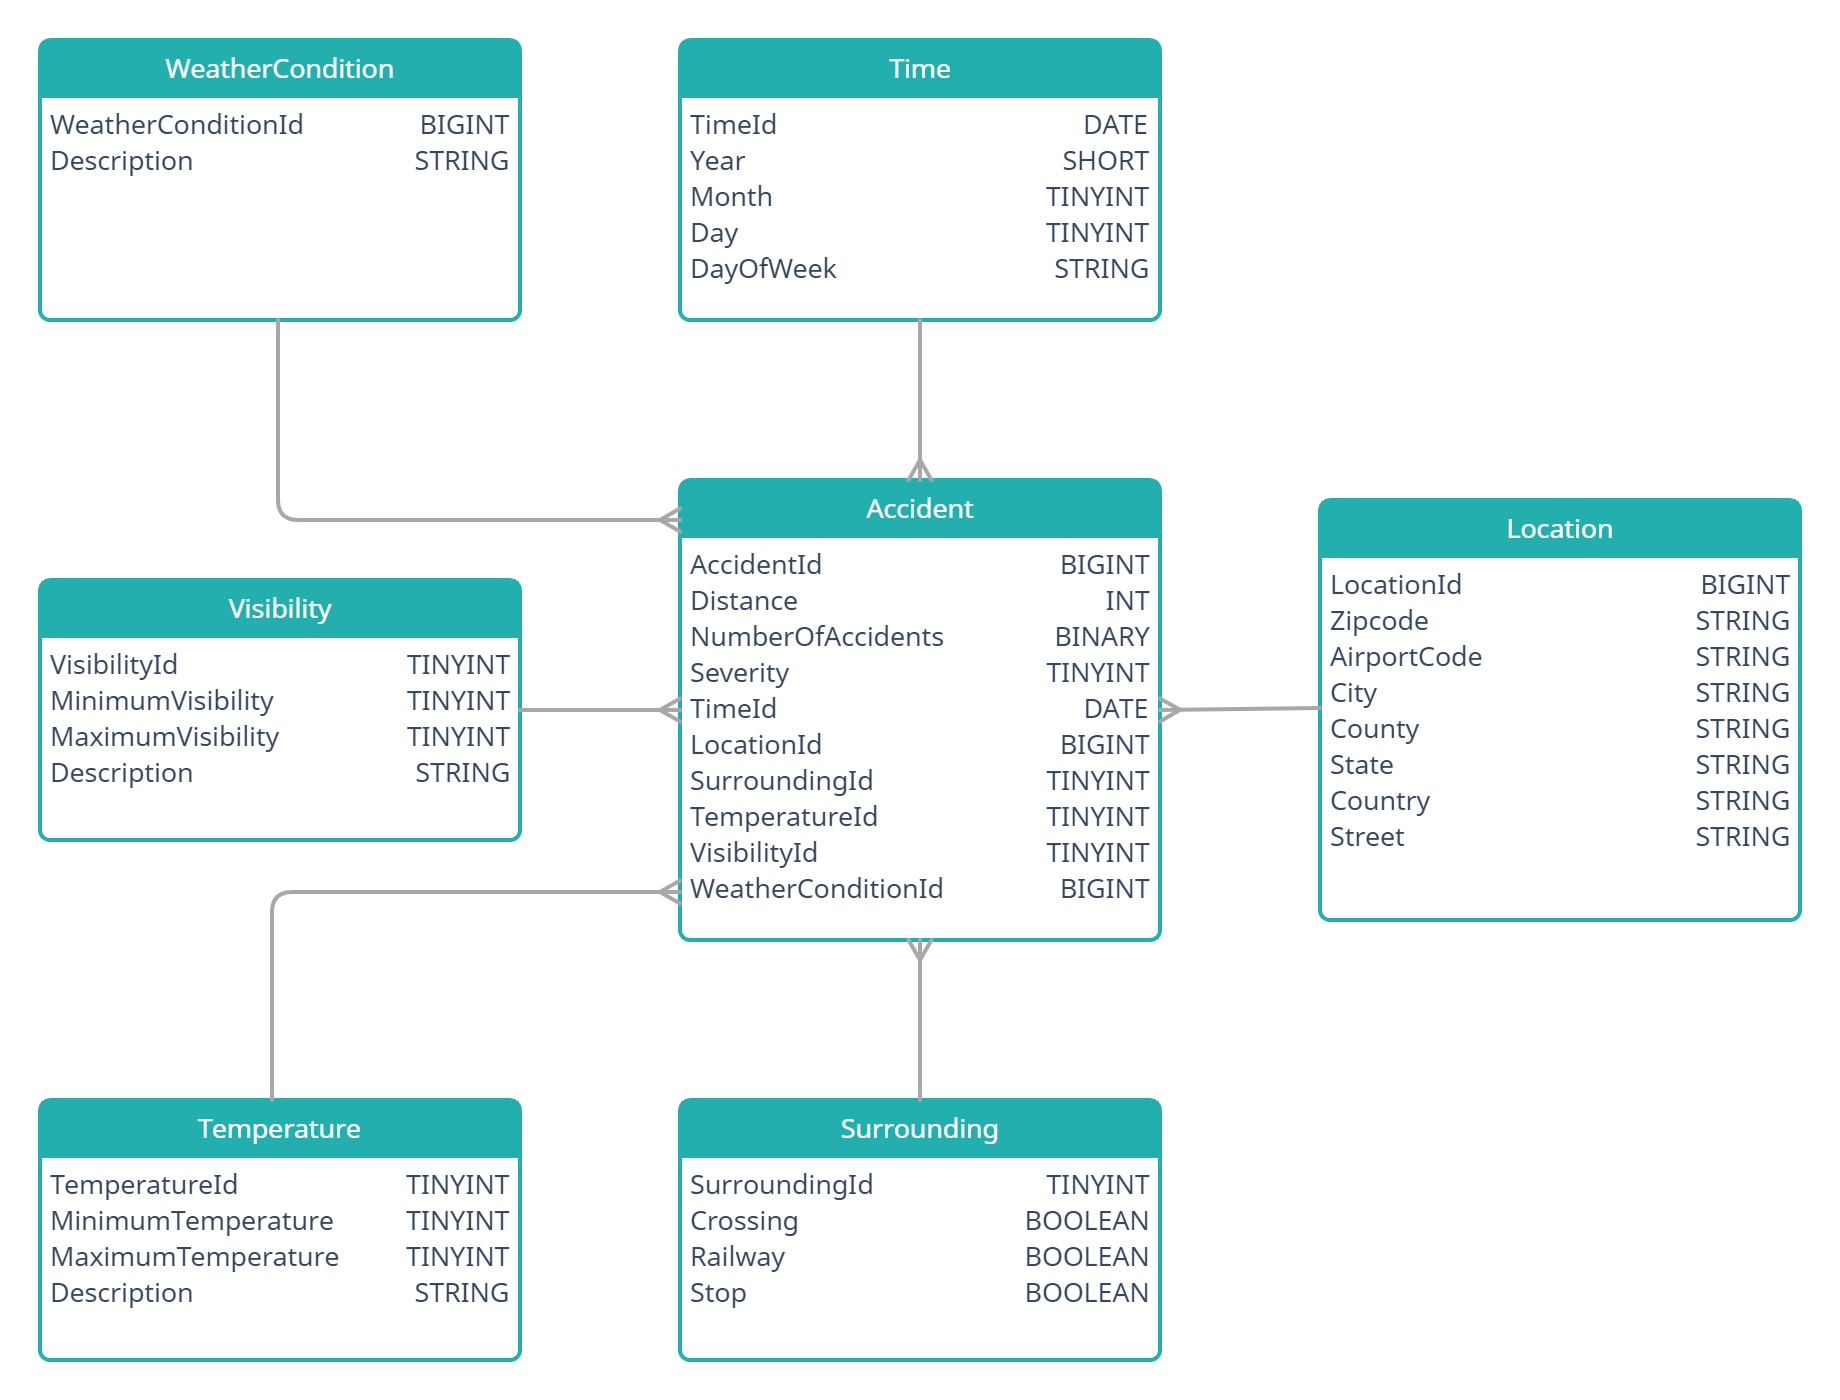 WeatherCondition
WeatherConditionId BIGINT
Description STRING
Time
TimeId DATE
Year SHORT
Month TINYINT
Day TINYINT
DayOfWeek STRING
Accident
AccidentId BIGINT
Distance INT
NumberOfAccidents BINARY
Severity TINYINT
TimeId DATE
LocationId BIGINT
SurroundingId TINYINT
TemperatureId TINYINT
VisibilityId TINYINT
WeatherConditionId BIGINT
Location
LocationId BIGINT
Zipcode STRING
AirportCode STRING
City STRING
County STRING
State STRING
Country STRING
Street STRING
Visibility
VisibilityId TINYINT
MinimumVisibility TINYINT
MaximumVisibility TINYINT
Description STRING
Temperature
TemperatureId TINYINT
MinimumTemperature TINYINT
MaximumTemperature TINYINT
Description STRING
Surrounding
SurroundingId TINYINT
Crossing BOOLEAN
Railway BOOLEAN
Stop BOOLEAN